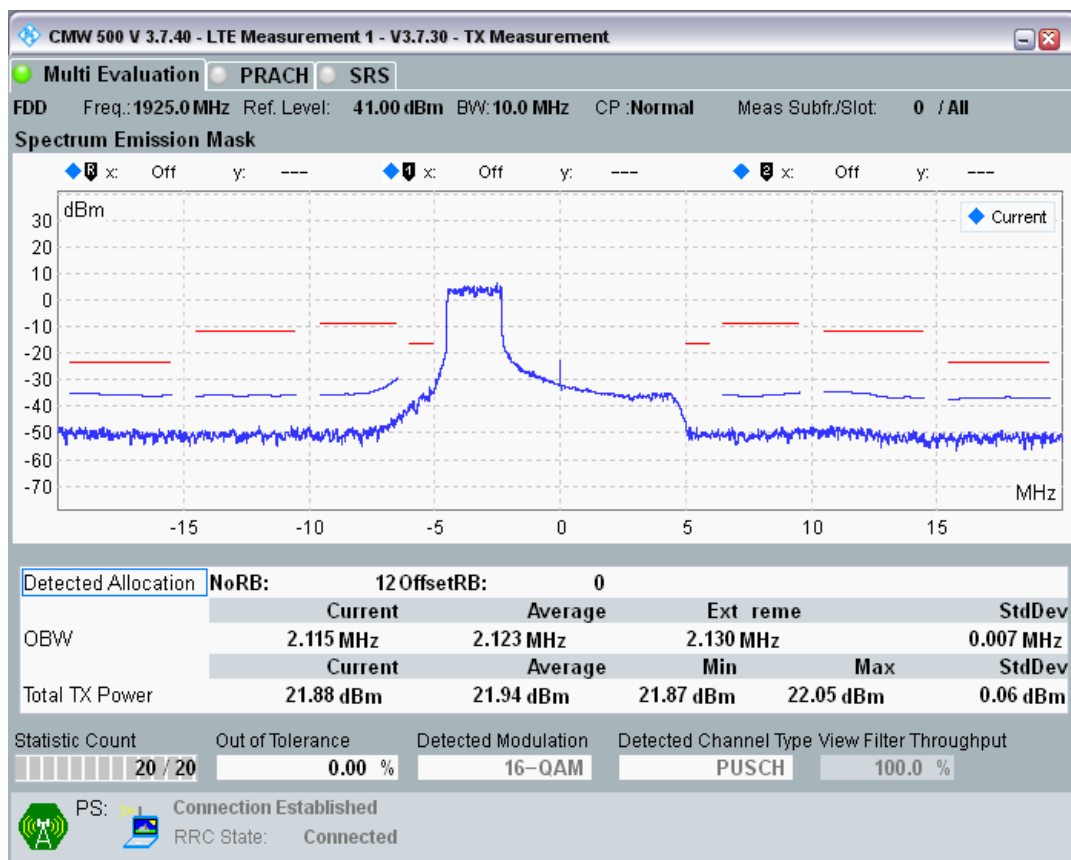 CMW 500 V 3.7.40 - LTE Measurement 1 - V3.7.30 - TX Measurement
Multi Evaluation PRACH SRS
FDD Freq.: 1925.0 MHz Ref. Level: 41.00 dBm BW: 10.0 MHz CP :Normal Meas Subfr./Slot: 0 / All
Spectrum Emission Mask
R x: Off y: --- 1 x: Off y: --- 2 x: Off y: ---
dBm
Current
30
20
10
0
-10
-20
-30
-40
-50
-60
-70
MHz
-15 -10 -5 0 5 10 15
Detected Allocation NoRB: 12 OffsetRB: 0
Current Average Ext reme StdDev
OBW 2.115 MHz 2.123 MHz 2.130 MHz 0.007 MHz
Current Average Min Max StdDev
Total TX Power 21.88 dBm 21.94 dBm 21.87 dBm 22.05 dBm 0.06 dBm
Statistic Count Out of Tolerance Detected Modulation Detected Channel Type View Filter Throughput
20 / 20 0.00 % 16-QAM PUSCH 100.0 %
PS: Connection Established
RRC State: Connected